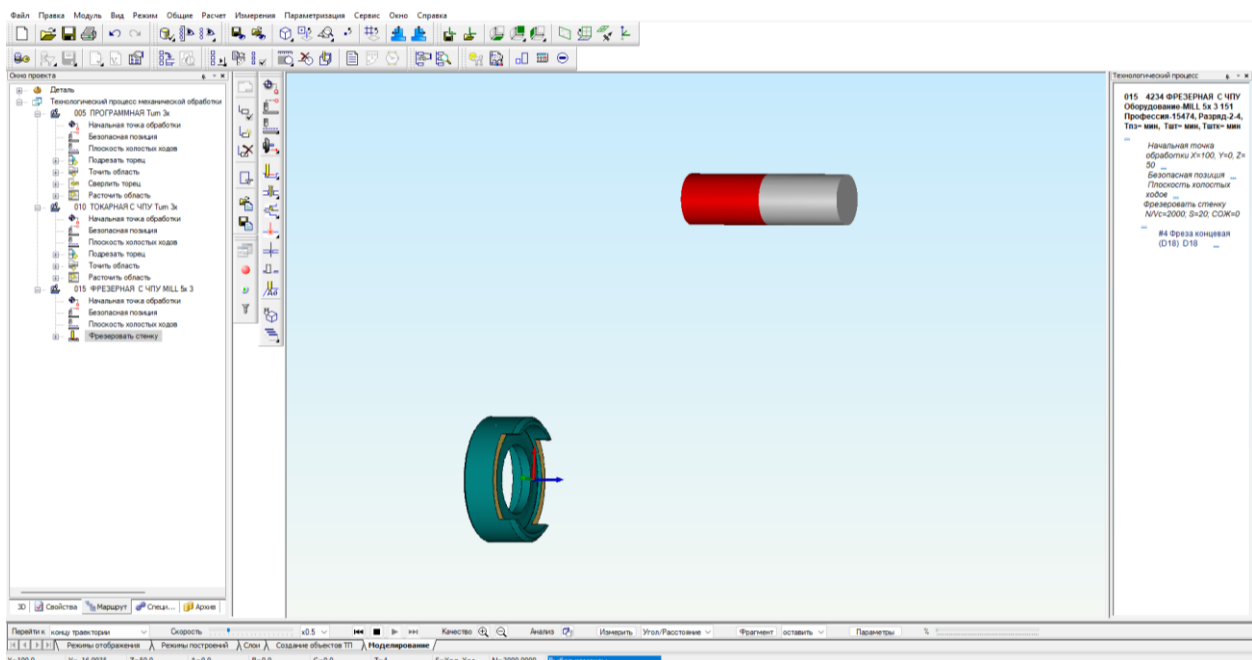 Файл Правка Модуль Вид Режим Общие Расчет Измерения Параметризация Сервис Окно Справка
Окно проекта
Деталь
Технологический процесс механической обработки
005 ПРОГРАММНАЯ Turn 3x
Начальная точка обработки
Безопасная позиция
Плоскость холостых ходов
Подрезать торец
Точить область
Сверлить торец
Расточить область
010 ТОКАРНАЯ С ЧПУ Turn 3x
Начальная точка обработки
Безопасная позиция
Плоскость холостых ходов
Подрезать торец
Точить область
Расточить область
015 ФРЕЗЕРНАЯ С ЧПУ MILL 5x 3
Начальная точка обработки
Безопасная позиция
Плоскость холостых ходов
Фрезеровать стенку
3D Свойства Маршрут Специ... Архив
Технологический процесс
015 4234 ФРЕЗЕРНАЯ С ЧПУ
Оборудование-MILL 5x 3 151
Профессия-15474, Разряд-2-4,
Тпз= мин, Тшт= мин, Тштк= мин
Начальная точка
обработки X=100, Y=0, Z=
50
Безопасная позиция
Плоскость холостых
ходов
Фрезеровать стенку
N/Vc=2000; S=20; СОЖ=0
#4 Фреза концевая
(D18) D18
Перейти к концу траектории Скорость x0.5 Качество Анализ Измерить Угол/Расстояние Фрагмент оставить Параметры %
Режимы отображения Режимы построений Слои Создание объектов ТП Моделирование